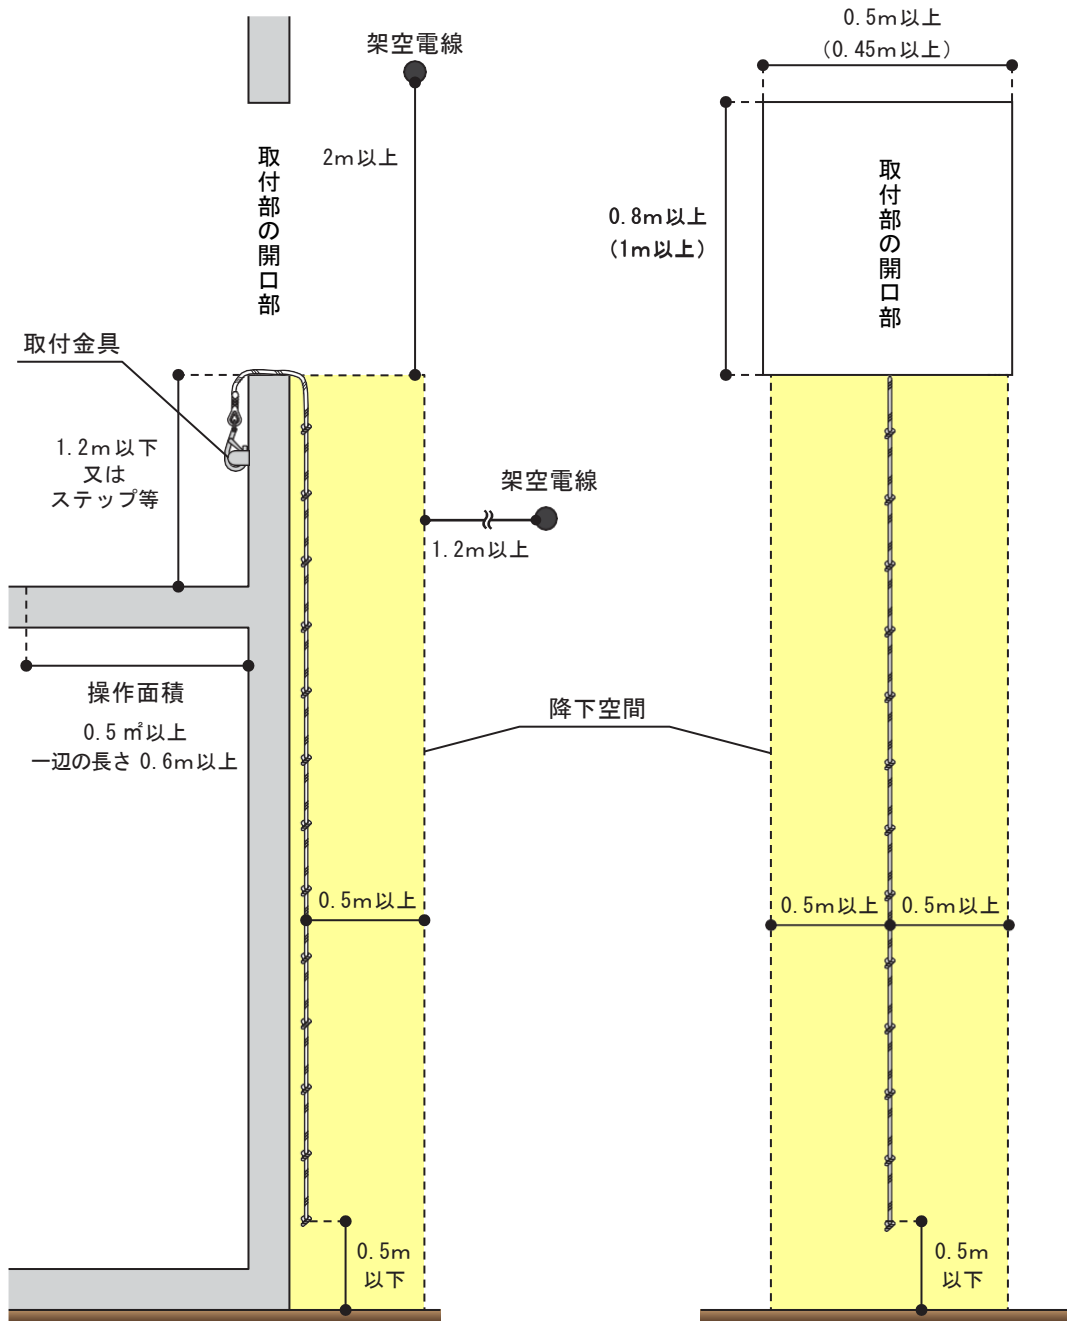 架空電線
2m以上
取付部の開口部
取付金具
1.2m以下
又は
ステップ等
架空電線
1.2m以上
操作面積
0.5㎡以上
一辺の長さ 0.6m以上
降下空間
0.5m以上
0.5m
以下
0.5m以上
(0.45m以上)
0.8m以上
(1m以上)
取付部の開口部
0.5m以上
0.5m以上
0.5m
以下